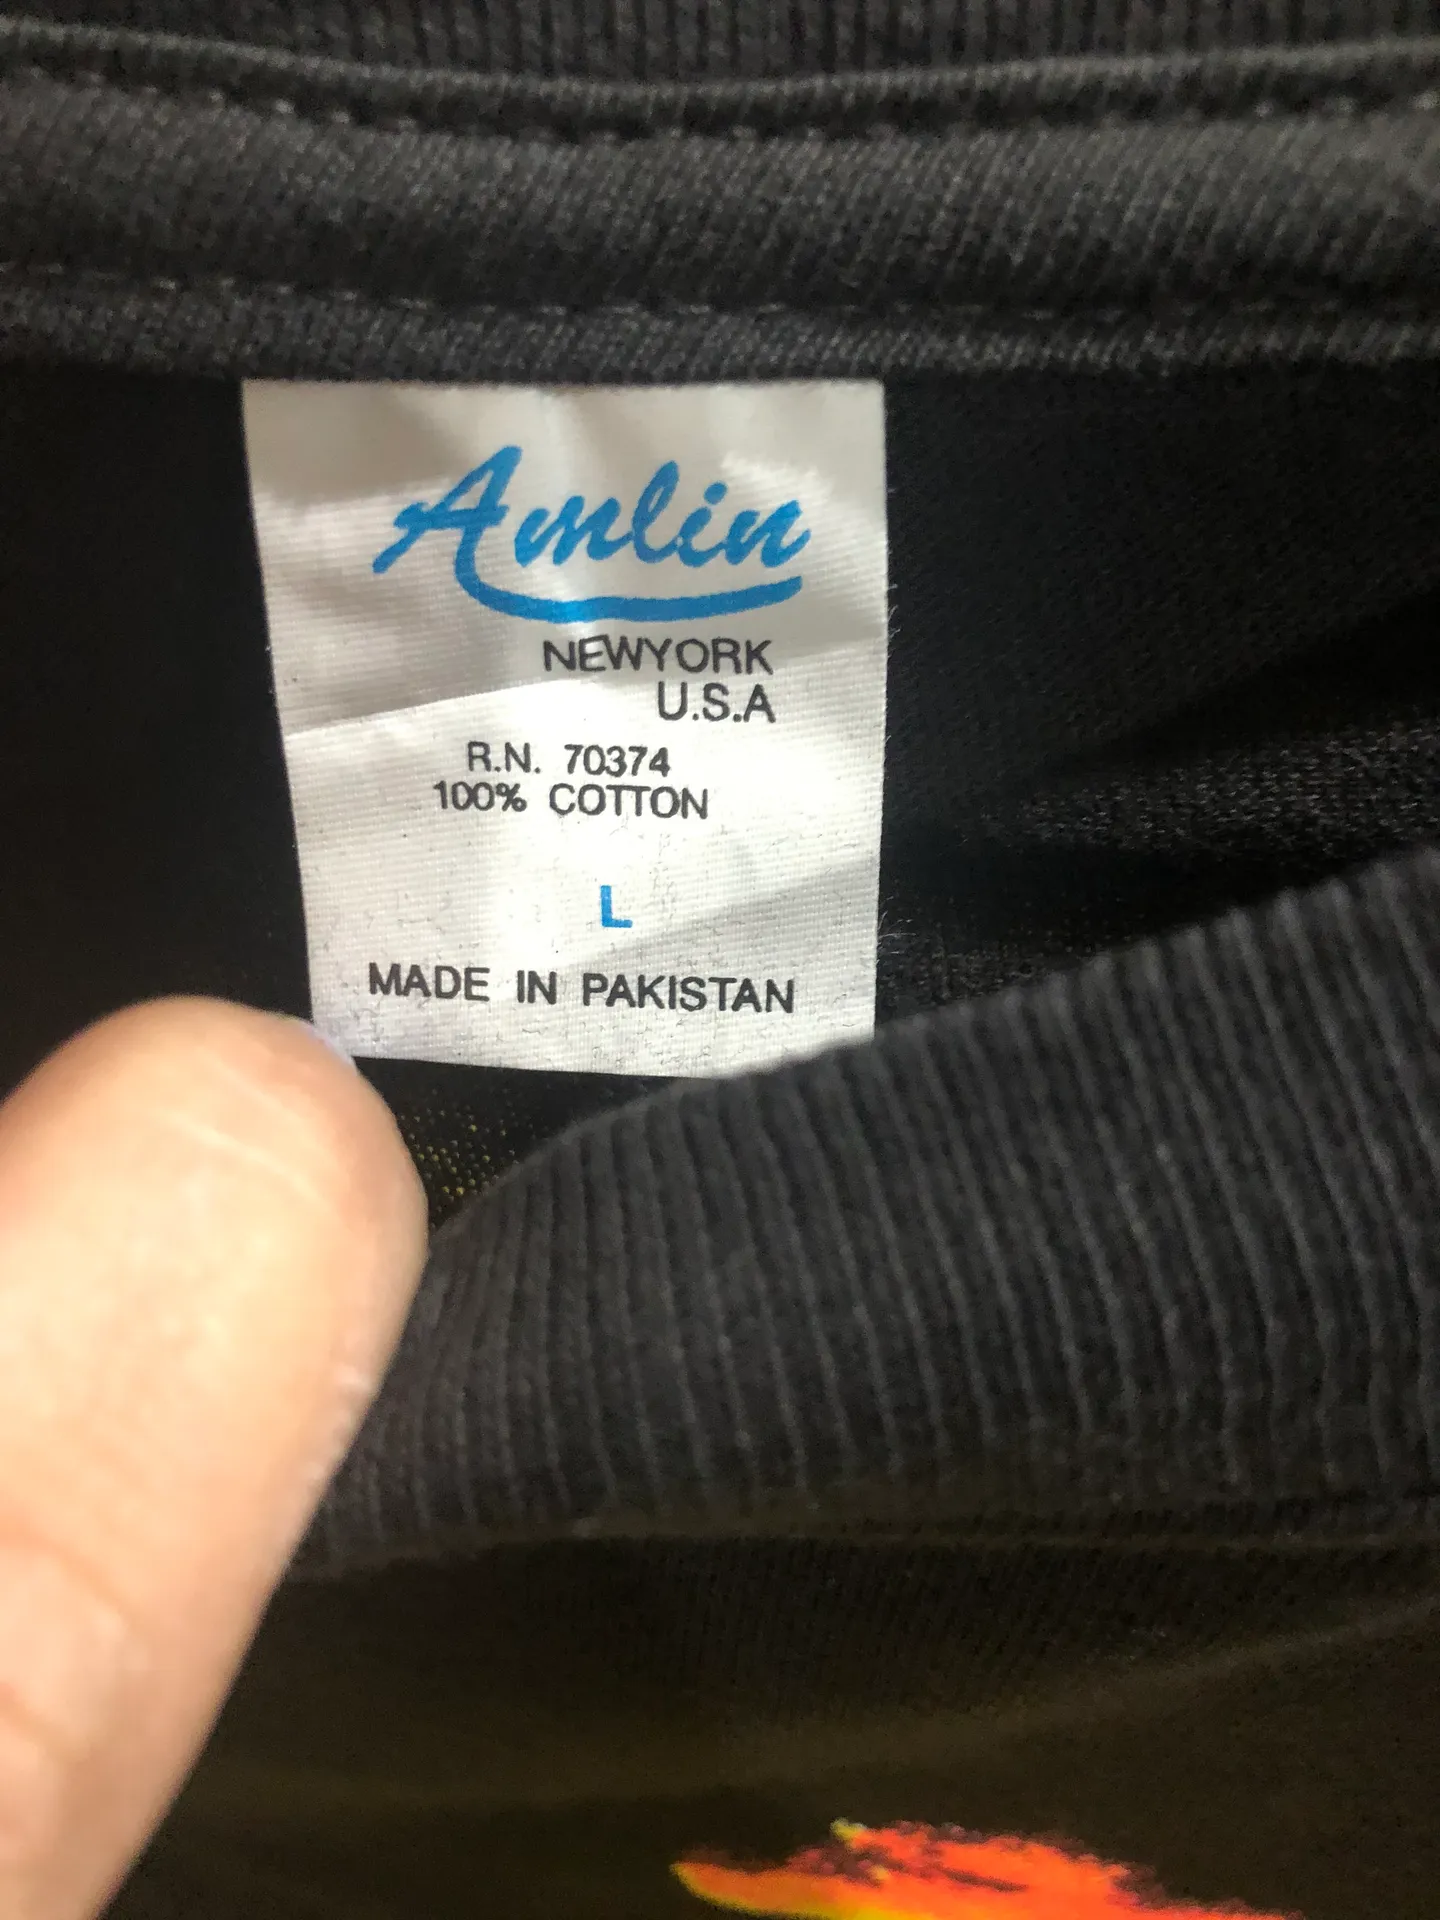 Amlin
NEWYORK
U.S.A
R.N. 70374
100% COTTON
L
MADE IN PAKISTAN